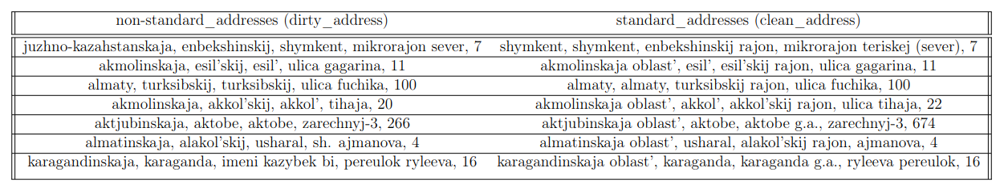 non-standard_addresses (dirty_address) standard_addresses (clean_address)
juzhno-kazahstanskaja, enbekshinskij, shymkent, mikrorajon sever, 7 shymkent, shymkent, enbekshinskij rajon, mikrorajon teriskej (sever), 7
akmolinskaja, esil'skij, esil', ulica gagarina, 11 akmolinskaja oblast', esil', esil'skij rajon, ulica gagarina, 11
almaty, turksibskij, turksibskij, ulica fuchika, 100 almaty, almaty, turksibskij rajon, ulica fuchika, 100
akmolinskaja, akkol'skij, akkol', tihaja, 20 akmolinskaja oblast', akkol', akkol'skij rajon, ulica tihaja, 22
aktjubinskaja, aktobe, aktobe, zarechnyj-3, 266 aktjubinskaja oblast', aktobe, aktobe g.a., zarechnyj-3, 674
almatinskaja, alakol'skij, usharal, sh. ajmanova, 4 almatinskaja oblast', usharal, alakol'skij rajon, ajmanova, 4
karagandinskaja, karaganda, imeni kazybek bi, pereulok ryleeva, 16 karagandinskaja oblast', karaganda, karaganda g.a., ryleeva pereulok, 16